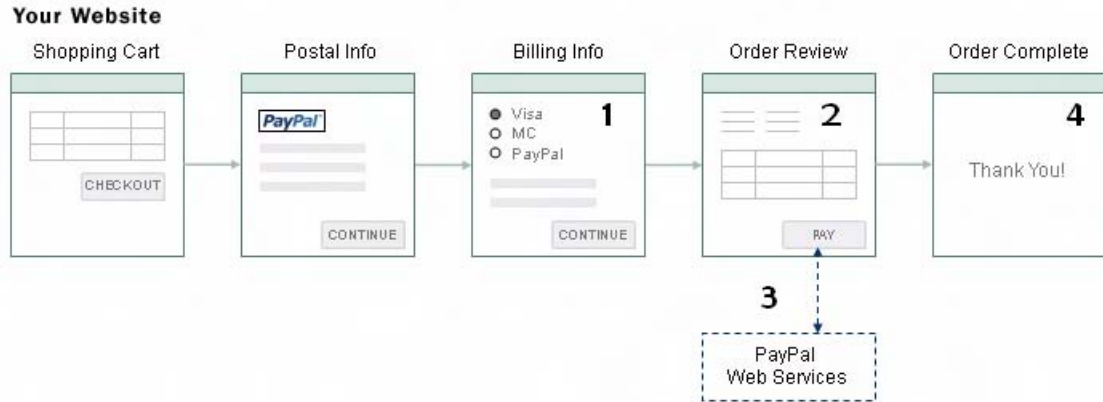 Your Website
Shopping Cart
Postal Info
Billing Info
Order Review
Order Complete
CHECKOUT
PayPal
CONTINUE
Visa
MC
PayPal
1
CONTINUE
2
PAY
3
PayPal
Web Services
4
Thank You!